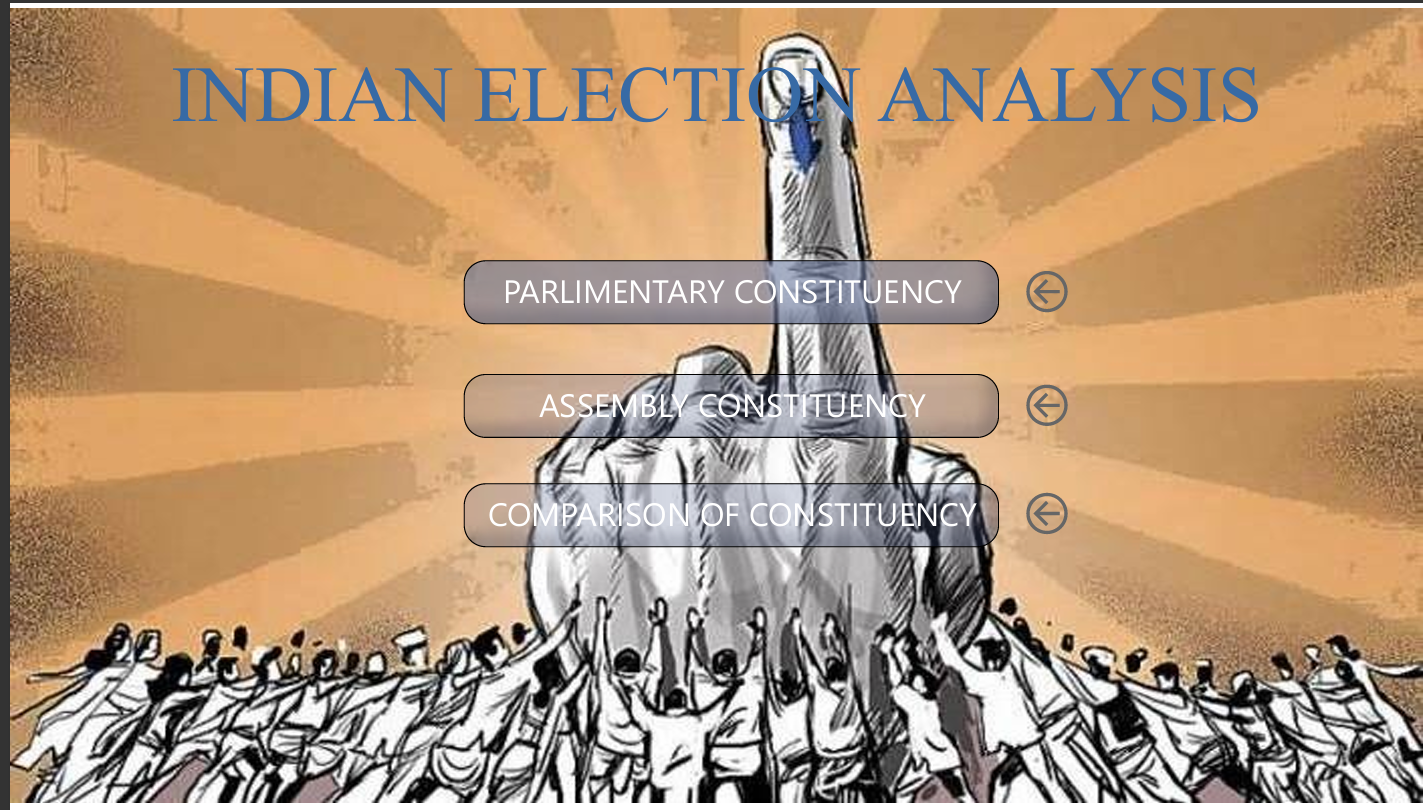 INDIAN ELECTION ANALYSIS
PARLIMENTARY CONSTITUENCY
ASSEMBLY CONSTITUENCY
COMPARISON OF CONSTITUENCY